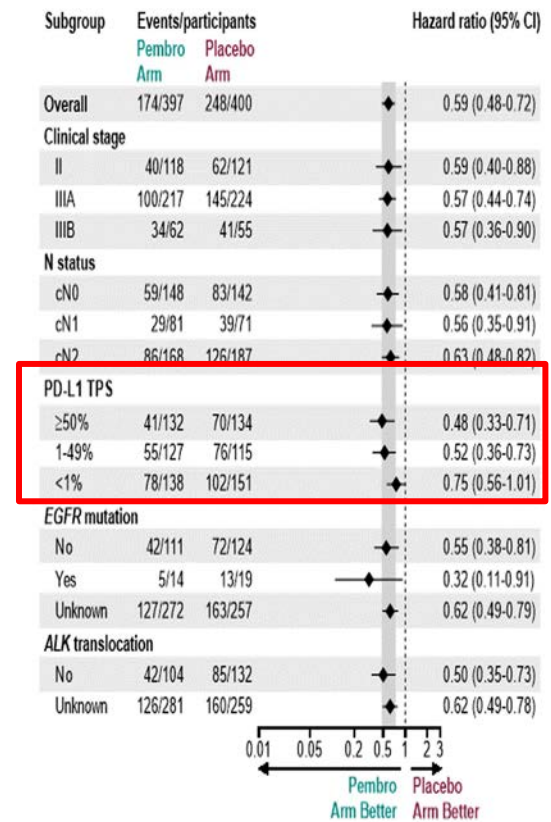 Subgroup Events/participants Hazard ratio (95% CI)
Pembro Placebo
Arm Arm
Overall 174/397 248/400 0.59 (0.48-0.72)
Clinical stage
II 40/118 62/121 0.59 (0.40-0.88)
IIIA 100/217 145/224 0.57 (0.44-0.74)
IIIB 34/62 41/55 0.57 (0.36-0.90)
N status
cN0 59/148 83/142 0.58 (0.41-0.81)
cN1 29/81 39/71 0.56 (0.35-0.91)
cN2 86/168 126/187 0.63 (0.48-0.82)
PD-L1 TPS
≥50% 41/132 70/134 0.48 (0.33-0.71)
1-49% 55/127 76/115 0.52 (0.36-0.73)
<1% 78/138 102/151 0.75 (0.56-1.01)
EGFR mutation
No 42/111 72/124 0.55 (0.38-0.81)
Yes 5/14 13/19 0.32 (0.11-0.91)
Unknown 127/272 163/257 0.62 (0.49-0.79)
ALK translocation
No 42/104 85/132 0.50 (0.35-0.73)
Unknown 126/281 160/259 0.62 (0.49-0.78)
0.01 0.05 0.2 0.5 1 2 3
Pembro Placebo
Arm Better Arm Better